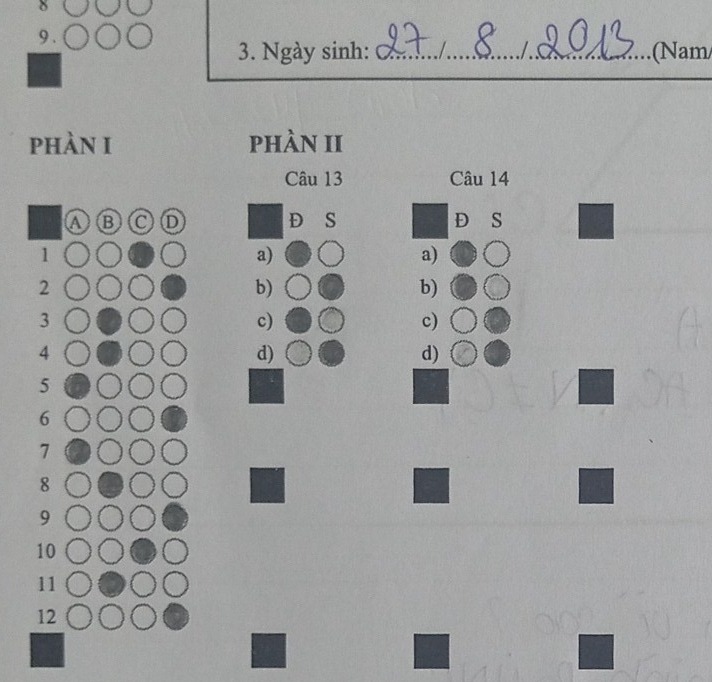 8
9.
3. Ngày sinh: 27/8/2013 (Nam/
PHẦN I
PHẦN II
Câu 13
Câu 14
A B C D
Đ S
Đ S
1
a)
a)
2
b)
b)
3
c)
c)
4
d)
d)
5
6
7
8
9
10
11
12